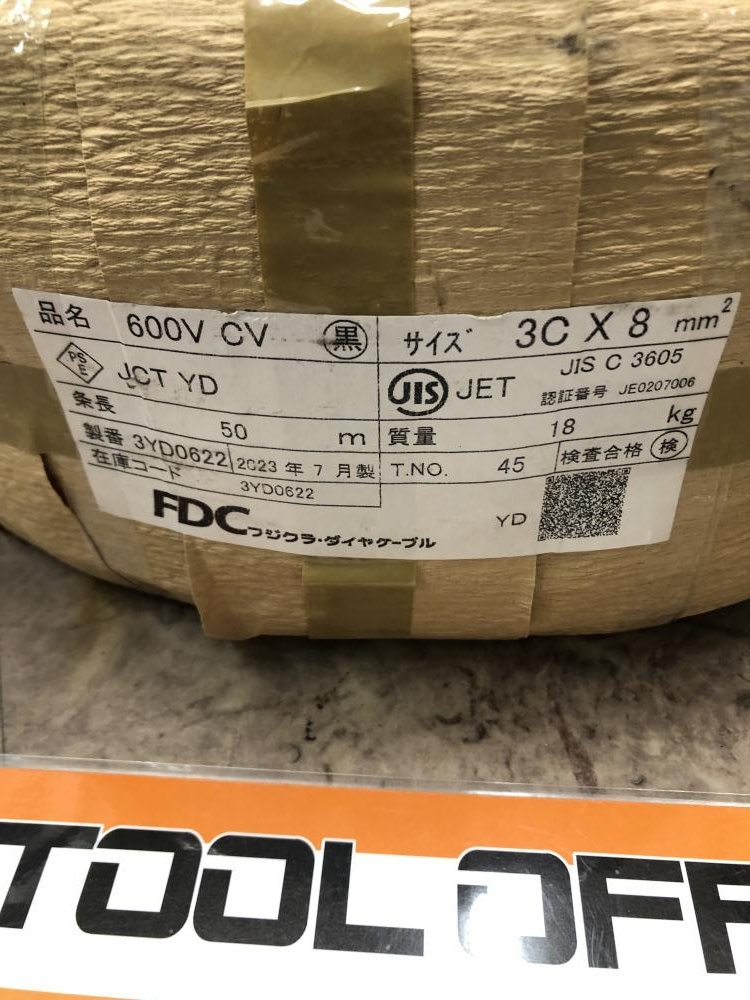 品名 600V CV 黒 サイズ 3C X 8 mm²
PSE JCT YD JIS JET JIS C 3605
認証番号 JE0207006
条長 50 m 質量 18 kg
製番 3YD0622 2023 年 7 月製 T.NO. 45 検査合格 検
在庫コード 3YD0622
FDC フジクラ・ダイヤケーブル YD
TOOL OFF